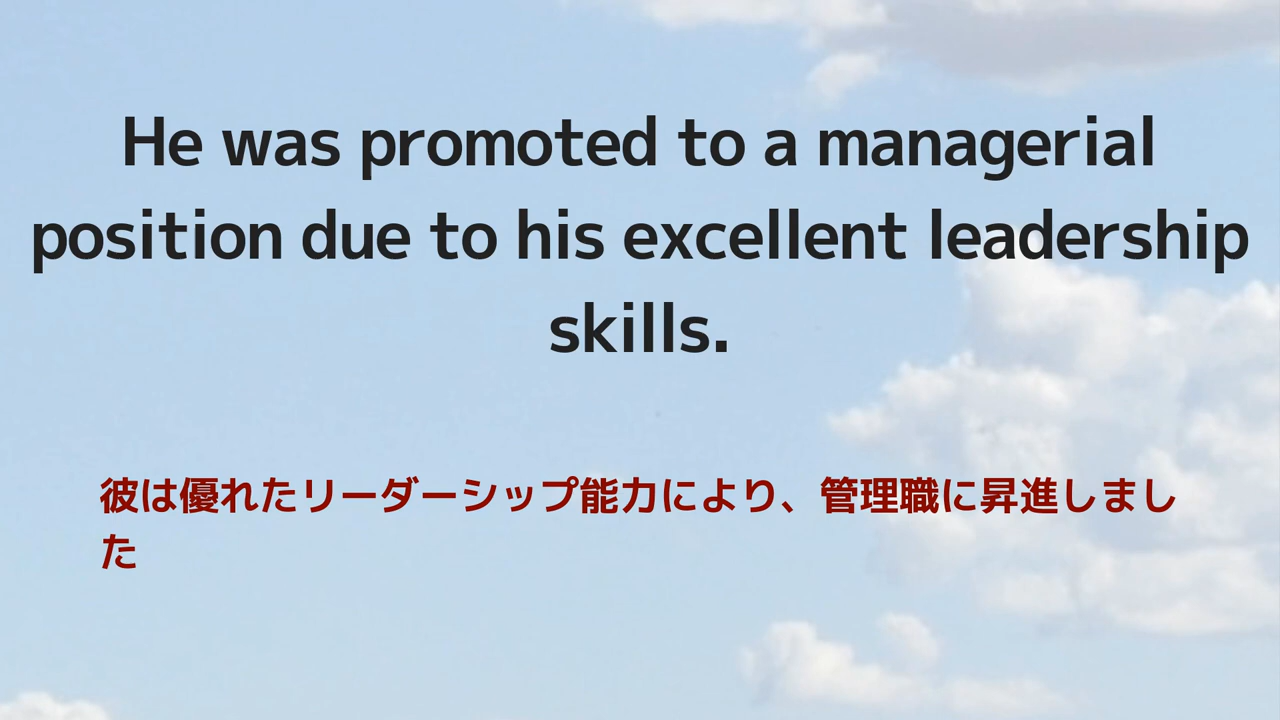 He was promoted to a managerial
position due to his excellent leadership
skills.
彼は優れたリーダーシップ能力により、管理職に昇進しまし
た